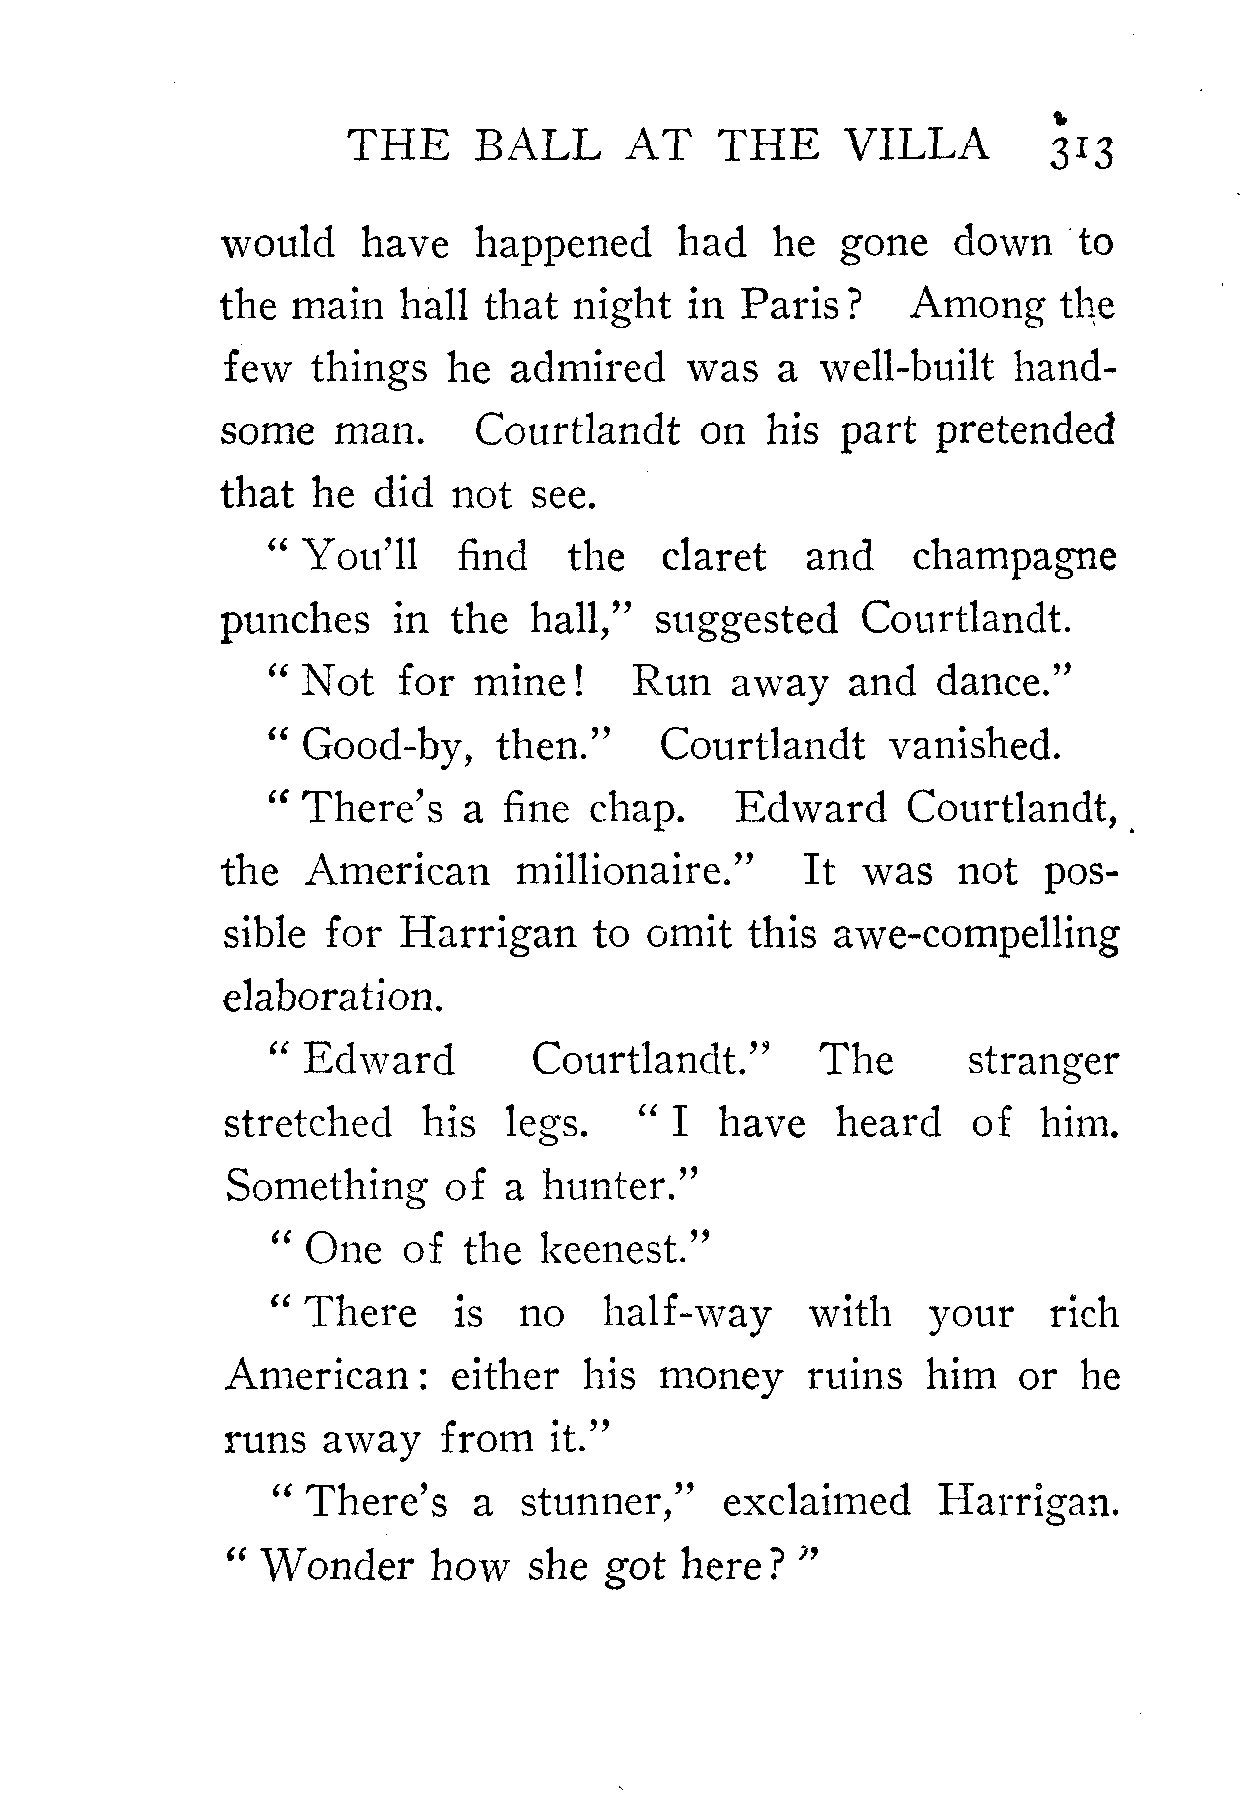 THE BALL AT THE VILLA 313
would have happened had he gone down to
the main hall that night in Paris? Among the
few things he admired was a well-built hand-
some man. Courtlandt on his part pretended
that he did not see.
“ You’ll find the claret and champagne
punches in the hall,” suggested Courtlandt.
“ Not for mine! Run away and dance.”
“ Good-by, then.” Courtlandt vanished.
“ There’s a fine chap. Edward Courtlandt,
the American millionaire.” It was not pos-
sible for Harrigan to omit this awe-compelling
elaboration.
“ Edward Courtlandt.” The stranger
stretched his legs. “ I have heard of him.
Something of a hunter.”
“ One of the keenest.”
“ There is no half-way with your rich
American: either his money ruins him or he
runs away from it.”
“ There’s a stunner,” exclaimed Harrigan.
“ Wonder how she got here? ”